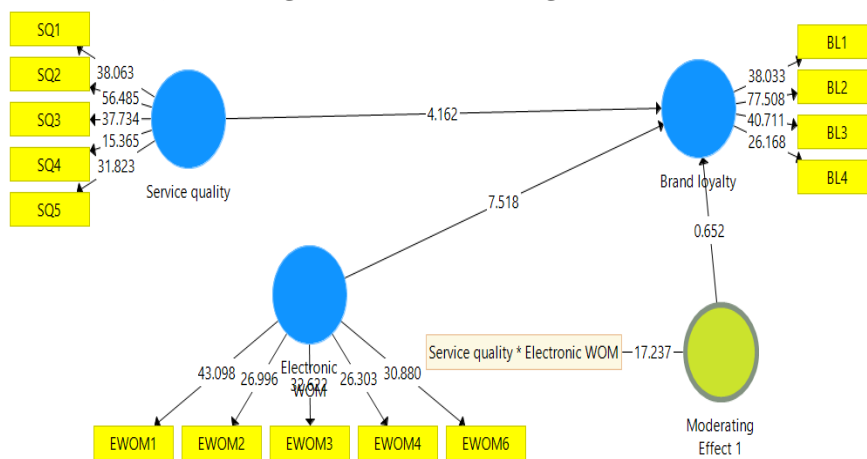 SQ1
SQ2
SQ3
SQ4
SQ5
38.063
56.485
37.734
15.365
31.823
Service quality
4.162
BL1
BL2
BL3
BL4
38.033
77.508
40.711
26.168
Brand loyalty
7.518
0.652
Service quality * Electronic WOM
17.237
Moderating
Effect 1
Electronic
WOM
43.098
26.996
32.622
26.303
30.880
EWOM1
EWOM2
EWOM3
EWOM4
EWOM6